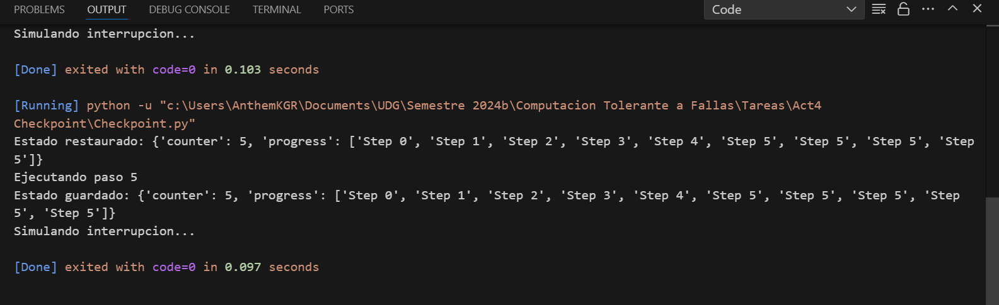 PROBLEMS OUTPUT DEBUG CONSOLE TERMINAL PORTS Code
Simulando interrupcion...
[Done] exited with code=0 in 0.103 seconds
[Running] python -u "c:\Users\AnthemKGR\Documents\UDG\Semestre 2024b\Computacion Tolerante a Fallas\Tareas\Act4
Checkpoint\Checkpoint.py"
Estado restaurado: {'counter': 5, 'progress': ['Step 0', 'Step 1', 'Step 2', 'Step 3', 'Step 4', 'Step 5', 'Step 5', 'Step 5', 'Step
5']}
Ejecutando paso 5
Estado guardado: {'counter': 5, 'progress': ['Step 0', 'Step 1', 'Step 2', 'Step 3', 'Step 4', 'Step 5', 'Step 5', 'Step 5', 'Step
5', 'Step 5']}
Simulando interrupcion...
[Done] exited with code=0 in 0.097 seconds